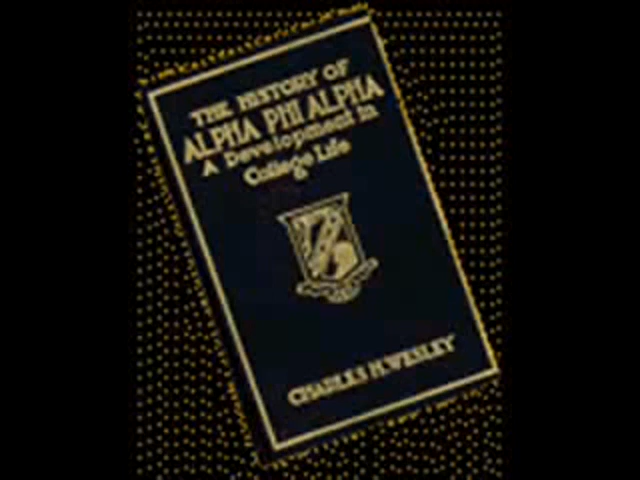 THE HISTORY OF
ALPHA PHI ALPHA
A Development in
College Life
CHARLES H. WESLEY